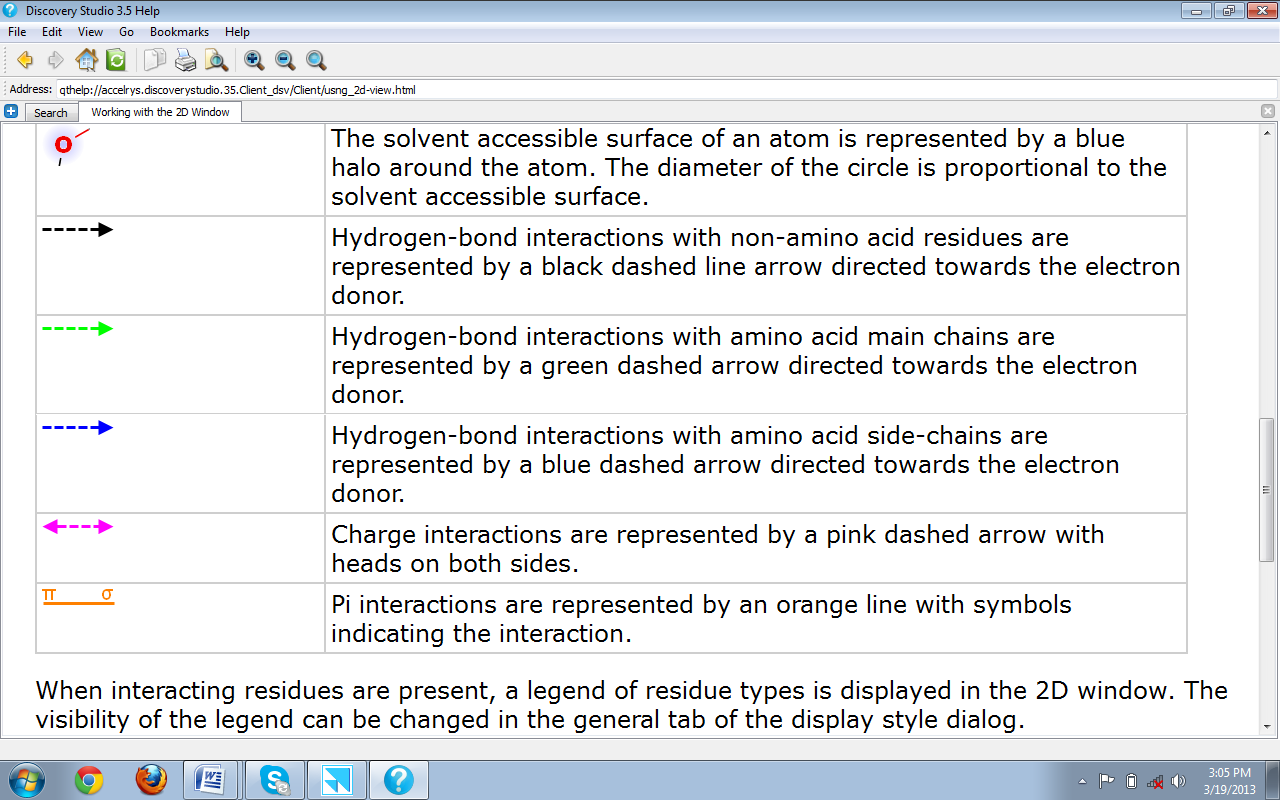 Discovery Studio 3.5 Help
File Edit View Go Bookmarks Help
Address: qthelp://accelrys.discoverystudio.35.Client_dsv/Client/usng_2d-view.html
Search Working with the 2D Window
O
The solvent accessible surface of an atom is represented by a blue
halo around the atom. The diameter of the circle is proportional to the
solvent accessible surface.
Hydrogen-bond interactions with non-amino acid residues are
represented by a black dashed line arrow directed towards the electron
donor.
Hydrogen-bond interactions with amino acid main chains are
represented by a green dashed arrow directed towards the electron
donor.
Hydrogen-bond interactions with amino acid side-chains are
represented by a blue dashed arrow directed towards the electron
donor.
Charge interactions are represented by a pink dashed arrow with
heads on both sides.
π σ
Pi interactions are represented by an orange line with symbols
indicating the interaction.
When interacting residues are present, a legend of residue types is displayed in the 2D window. The
visibility of the legend can be changed in the general tab of the display style dialog.
3:05 PM
3/19/2013